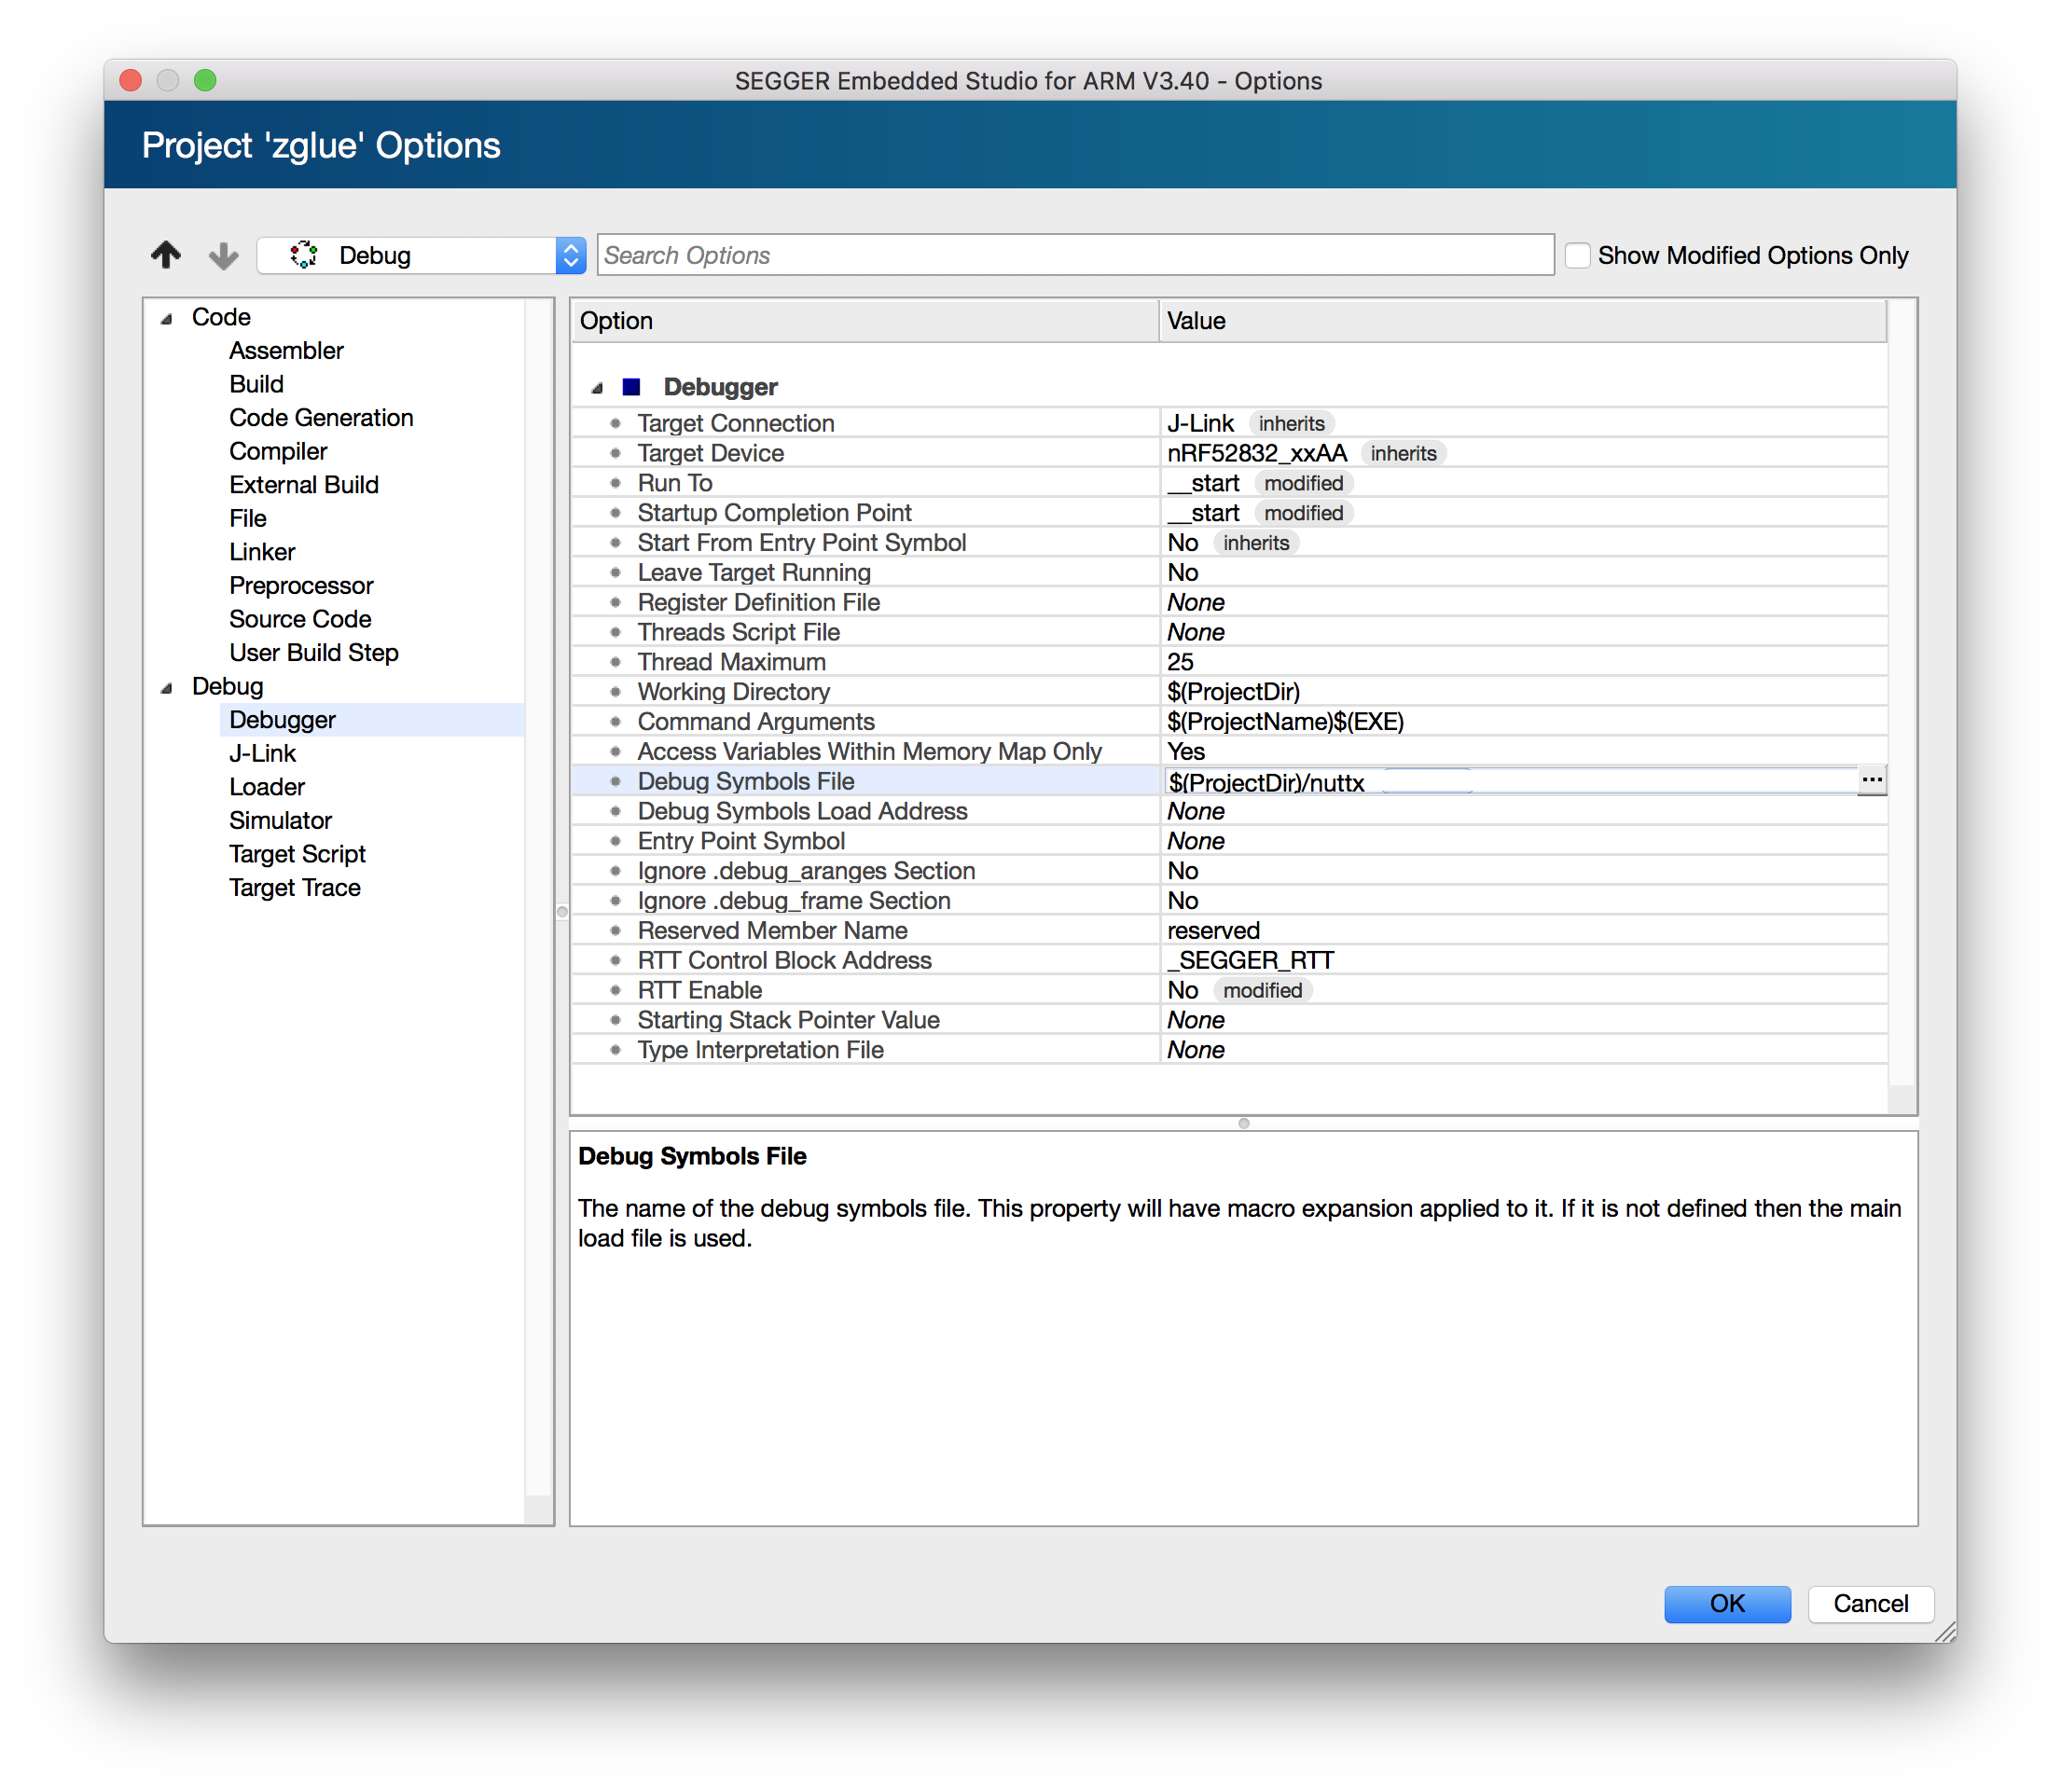 SEGGER Embedded Studio for ARM V3.40 - Options
Project 'zglue' Options
Debug
Search Options
Show Modified Options Only
Code
Assembler
Build
Code Generation
Compiler
External Build
File
Linker
Preprocessor
Source Code
User Build Step
Debug
Debugger
J-Link
Loader
Simulator
Target Script
Target Trace
Option Value
Debugger
Target Connection J-Link inherits
Target Device nRF52832_xxAA inherits
Run To __start modified
Startup Completion Point __start modified
Start From Entry Point Symbol No inherits
Leave Target Running No
Register Definition File None
Threads Script File None
Thread Maximum 25
Working Directory $(ProjectDir)
Command Arguments $(ProjectName)$(EXE)
Access Variables Within Memory Map Only Yes
Debug Symbols File $(ProjectDir)/nuttx ...
Debug Symbols Load Address None
Entry Point Symbol None
Ignore .debug_aranges Section No
Ignore .debug_frame Section No
Reserved Member Name reserved
RTT Control Block Address _SEGGER_RTT
RTT Enable No modified
Starting Stack Pointer Value None
Type Interpretation File None
Debug Symbols File
The name of the debug symbols file. This property will have macro expansion applied to it. If it is not defined then the main
load file is used.
OK Cancel